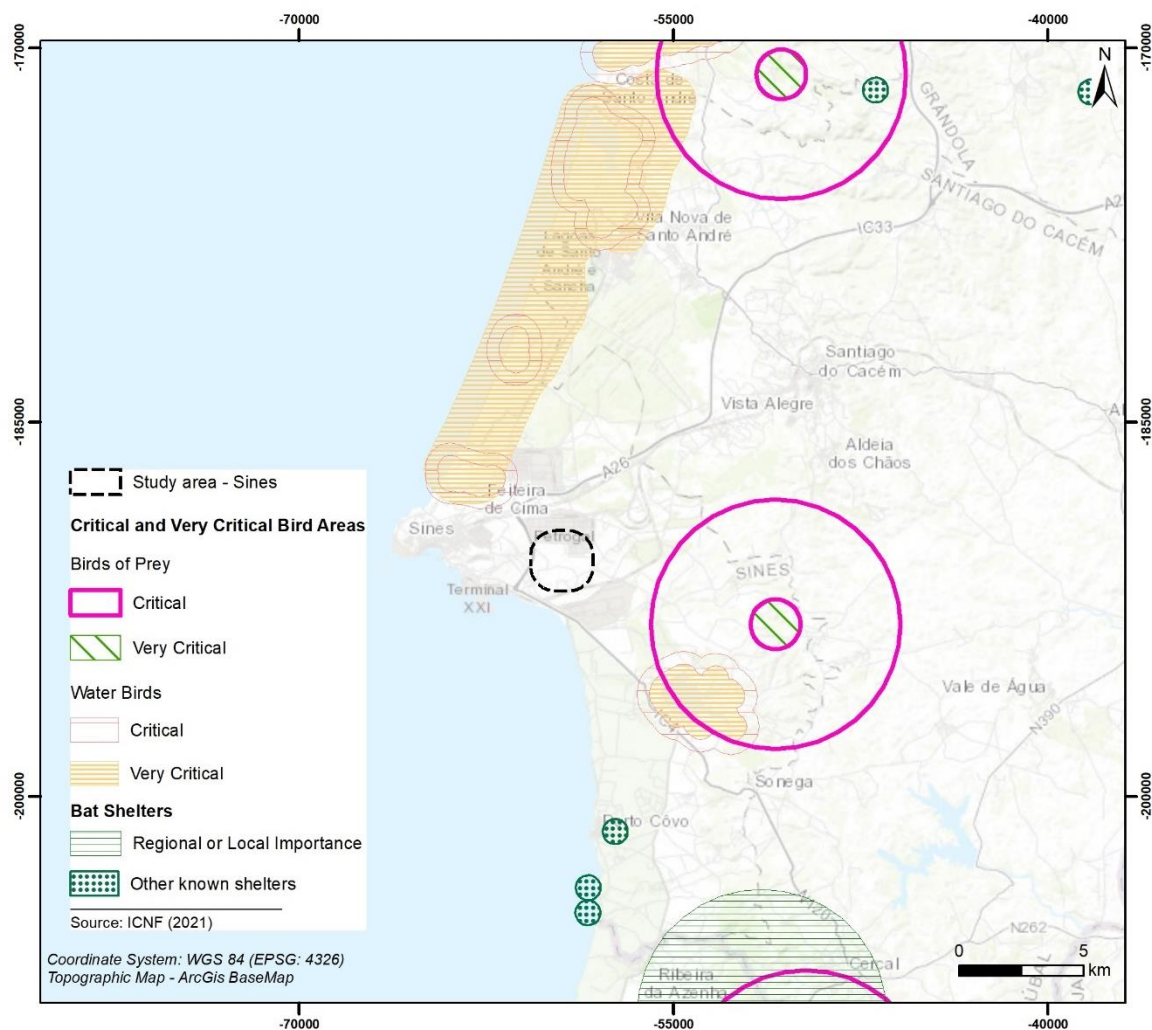 -70000
-55000
-40000
-170000
-170000
N
Costa de
Santo André
GRÂNDOLA
SANTIAGO DO CACÉM
A2
Vila Nova de
Santo André
IC33
Lagoas
de Santo
André e
Sancha
Santiago
do Cacém
Vista Alegre
-185000
-185000
Aldeia
dos Chãos
A26
Feiteira
de Cima
Sines
Petrogal
Terminal
XXI
SINES
IC4
Vale de Água
N390
Sonega
-200000
-200000
Porto Côvo
N120
N262
Cercal
Ribeira
da Azenha
ÚBAL
Study area - Sines
Critical and Very Critical Bird Areas
Birds of Prey
Critical
Very Critical
Water Birds
Critical
Very Critical
Bat Shelters
Regional or Local Importance
Other known shelters
Source: ICNF (2021)
Coordinate System: WGS 84 (EPSG: 4326)
Topographic Map - ArcGis BaseMap
0
5
km
-70000
-55000
-40000